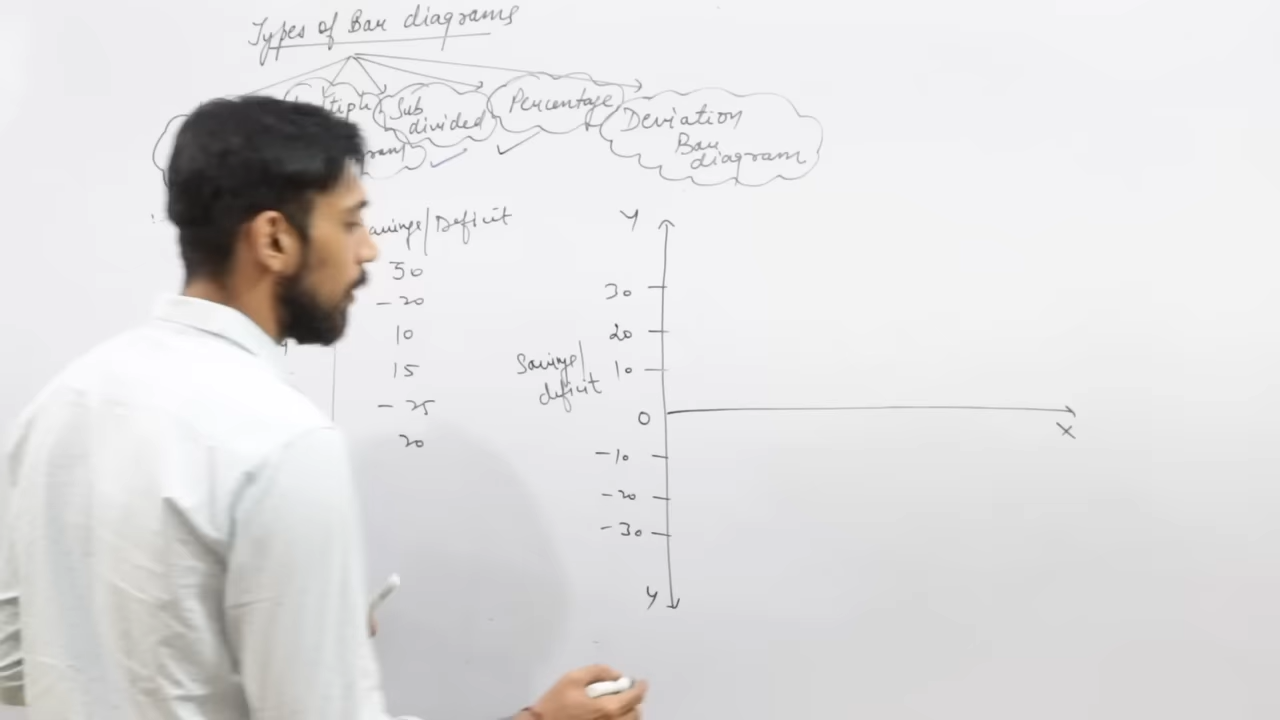 Types of Bar diagrams
Sub
divided
Percentage
Deviation
Bar
diagram
Deficit
30
-20
10
15
-25
20
Y
30
20
Savings/
deficit
10
0
X
-10
-20
-30
Y